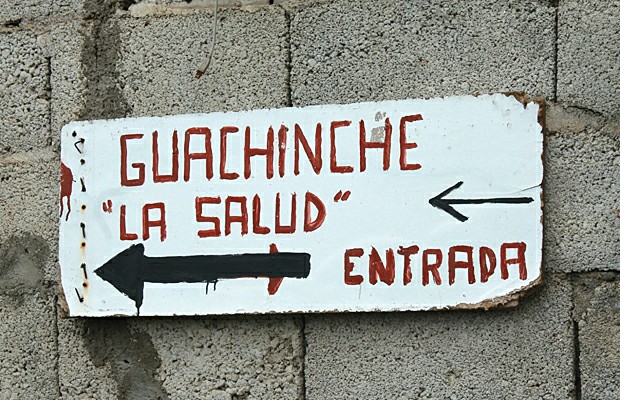 GUACHINCHE
"LA SALUD"
ENTRADA